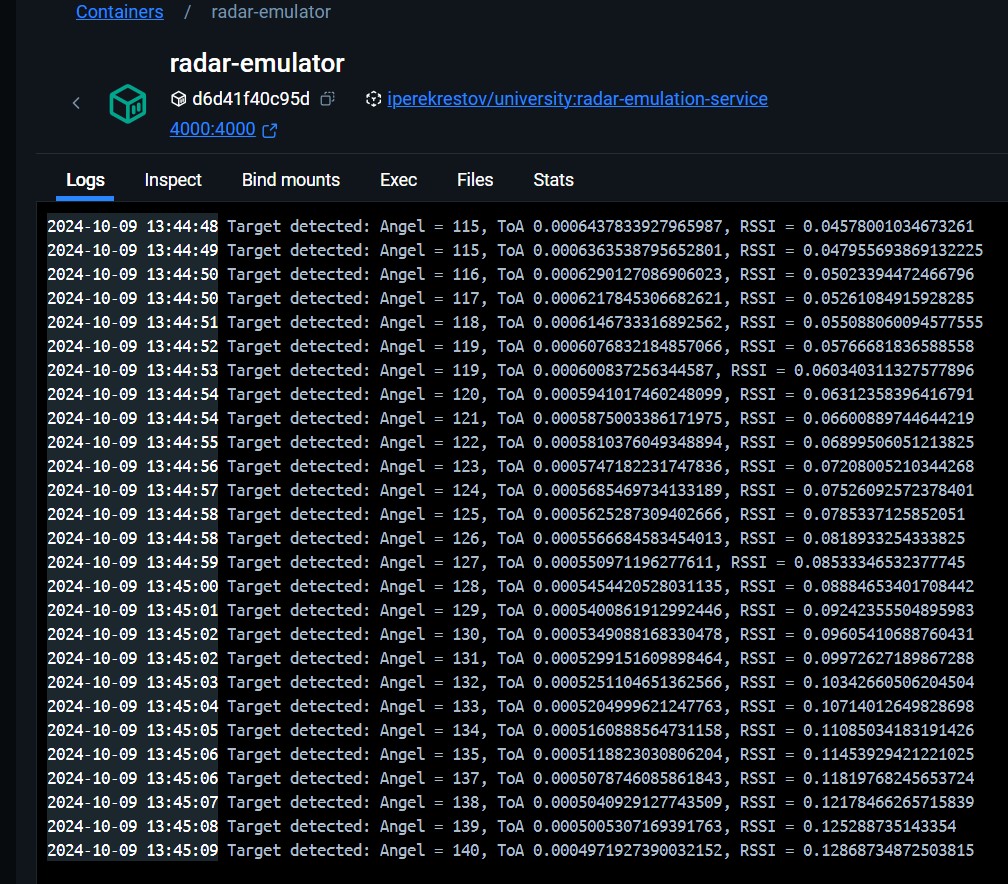 Containers / radar-emulator
radar-emulator
d6d41f40c95d iperekrestov/university:radar-emulation-service
4000:4000
Logs Inspect Bind mounts Exec Files Stats
2024-10-09 13:44:48 Target detected: Angel = 115, ToA 0.0006437833927965987, RSSI = 0.04578001034673261
2024-10-09 13:44:49 Target detected: Angel = 115, ToA 0.0006363538795652801, RSSI = 0.047955693869132225
2024-10-09 13:44:50 Target detected: Angel = 116, ToA 0.0006290127086906023, RSSI = 0.05023394472466796
2024-10-09 13:44:50 Target detected: Angel = 117, ToA 0.0006217845306682621, RSSI = 0.05261084915928285
2024-10-09 13:44:51 Target detected: Angel = 118, ToA 0.0006146733316892562, RSSI = 0.055088060094577555
2024-10-09 13:44:52 Target detected: Angel = 119, ToA 0.0006076832184857066, RSSI = 0.05766681836588558
2024-10-09 13:44:53 Target detected: Angel = 119, ToA 0.000600837256344587, RSSI = 0.060340311327577896
2024-10-09 13:44:54 Target detected: Angel = 120, ToA 0.0005941017460248099, RSSI = 0.06312358396416791
2024-10-09 13:44:54 Target detected: Angel = 121, ToA 0.0005875003386171975, RSSI = 0.06600889744644219
2024-10-09 13:44:55 Target detected: Angel = 122, ToA 0.0005810376049348894, RSSI = 0.06899506051213825
2024-10-09 13:44:56 Target detected: Angel = 123, ToA 0.0005747182231747836, RSSI = 0.07208005210344268
2024-10-09 13:44:57 Target detected: Angel = 124, ToA 0.0005685469734133189, RSSI = 0.07526092572378401
2024-10-09 13:44:58 Target detected: Angel = 125, ToA 0.0005625287309402666, RSSI = 0.0785337125852051
2024-10-09 13:44:58 Target detected: Angel = 126, ToA 0.0005566684583454013, RSSI = 0.0818933254333825
2024-10-09 13:44:59 Target detected: Angel = 127, ToA 0.000550971196277611, RSSI = 0.08533346532377745
2024-10-09 13:45:00 Target detected: Angel = 128, ToA 0.0005454420528031135, RSSI = 0.08884653401708442
2024-10-09 13:45:01 Target detected: Angel = 129, ToA 0.0005400861912992446, RSSI = 0.09242355504895983
2024-10-09 13:45:02 Target detected: Angel = 130, ToA 0.0005349088168330478, RSSI = 0.09605410688760431
2024-10-09 13:45:02 Target detected: Angel = 131, ToA 0.0005299151609898464, RSSI = 0.09972627189867288
2024-10-09 13:45:03 Target detected: Angel = 132, ToA 0.0005251104651362566, RSSI = 0.10342660506204504
2024-10-09 13:45:04 Target detected: Angel = 133, ToA 0.0005204999621247763, RSSI = 0.10714012649828698
2024-10-09 13:45:05 Target detected: Angel = 134, ToA 0.0005160888564731158, RSSI = 0.11085034183191426
2024-10-09 13:45:06 Target detected: Angel = 135, ToA 0.0005118823030806204, RSSI = 0.11453929421221025
2024-10-09 13:45:06 Target detected: Angel = 137, ToA 0.0005078746085861843, RSSI = 0.11819768245653724
2024-10-09 13:45:07 Target detected: Angel = 138, ToA 0.0005040929127743509, RSSI = 0.12178466265715839
2024-10-09 13:45:08 Target detected: Angel = 139, ToA 0.0005005307169391763, RSSI = 0.125288735143354
2024-10-09 13:45:09 Target detected: Angel = 140, ToA 0.0004971927390032152, RSSI = 0.12868734872503815